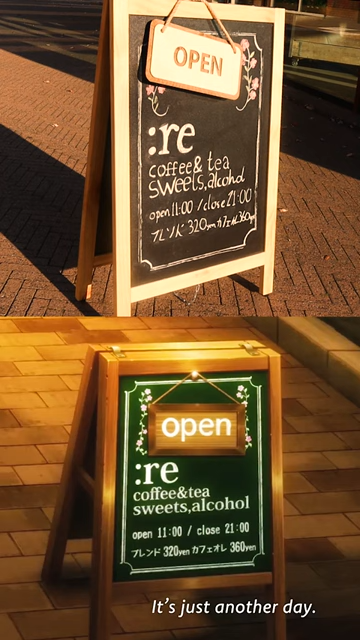 OPEN
:re
coffee & tea
sweets,alcohol
open 11:00 / close 21:00
ブレンド 320yen カフェオレ 360yen
open
:re
coffee&tea
sweets,alcohol
open 11:00 / close 21:00
ブレンド 320yen カフェオレ 360yen
It's just another day.